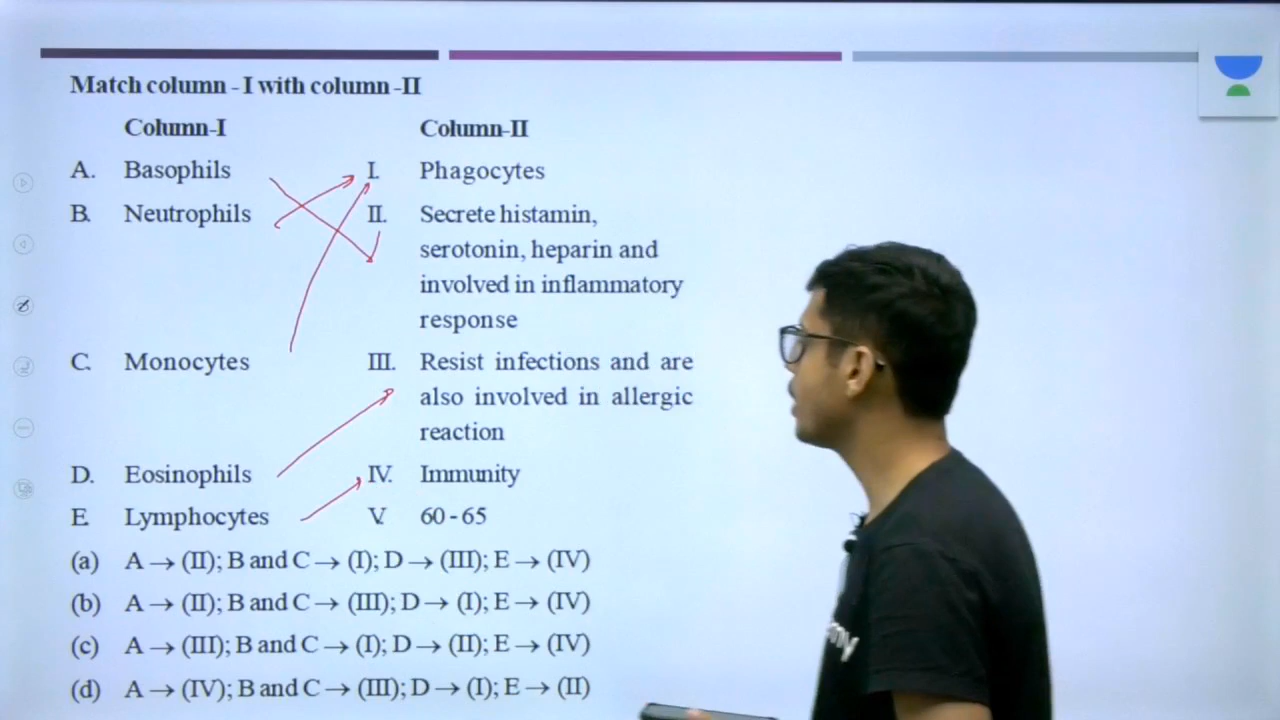 Match column - I with column -II
Column-I Column-II
A. Basophils I. Phagocytes
B. Neutrophils II. Secrete histamin,
serotonin, heparin and
involved in inflammatory
response
C. Monocytes III. Resist infections and are
also involved in allergic
reaction
D. Eosinophils IV. Immunity
E. Lymphocytes V. 60 - 65
(a) A → (II); B and C → (I); D → (III); E → (IV)
(b) A → (II); B and C → (III); D → (I); E → (IV)
(c) A → (III); B and C → (I); D → (II); E → (IV)
(d) A → (IV); B and C → (III); D → (I); E → (II)